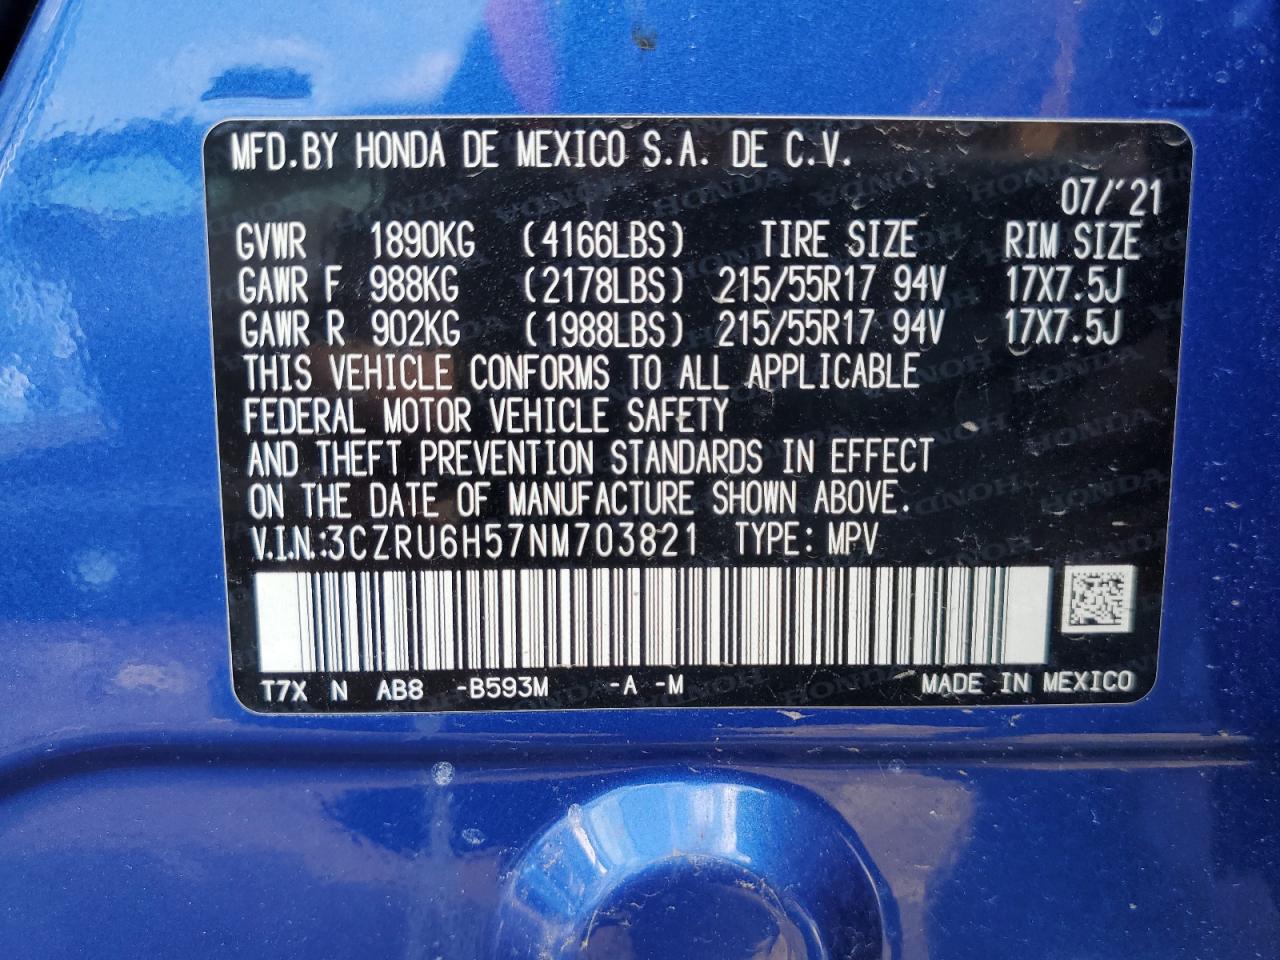 MFD.BY HONDA DE MEXICO S.A. DE C.V.
07/'21
GVWR 1890KG (4166LBS) TIRE SIZE RIM SIZE
GAWR F 988KG (2178LBS) 215/55R17 94V 17X7.5J
GAWR R 902KG (1988LBS) 215/55R17 94V 17X7.5J
THIS VEHICLE CONFORMS TO ALL APPLICABLE
FEDERAL MOTOR VEHICLE SAFETY
AND THEFT PREVENTION STANDARDS IN EFFECT
ON THE DATE OF MANUFACTURE SHOWN ABOVE.
V.I.N.:3CZRU6H57NM703821 TYPE: MPV
T7X N AB8 -B593M -A -M MADE IN MEXICO